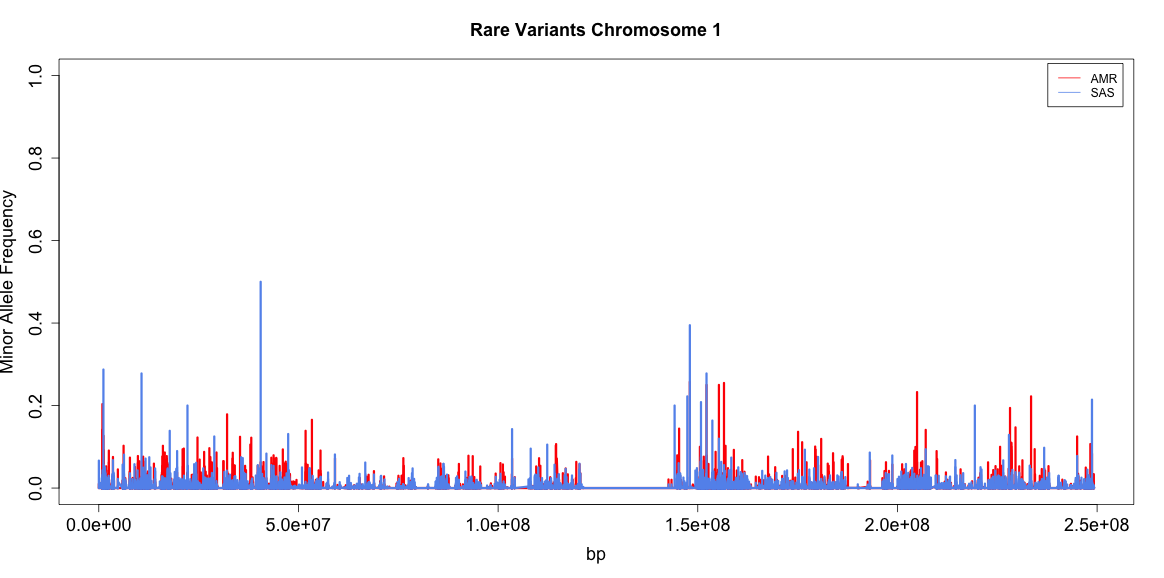 Rare Variants Chromosome 1
AMR
SAS
Minor Allele Frequency
1.0
0.8
0.6
0.4
0.2
0.0
0.0e+00 5.0e+07 1.0e+08 1.5e+08 2.0e+08 2.5e+08
bp